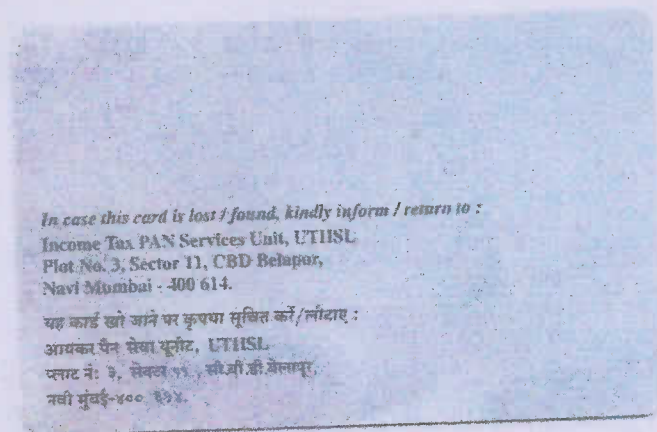 In case this card is lost / found, kindly inform / return to :
Income Tax PAN Services Unit, UTIISL
Plot No. 3, Sector 11, CBD Belapur,
Navi Mumbai - 400 614.
यह कार्ड खो जाने पर कृपया सूचित करें/लौटाए :
आयकर पैन सेवा यूनीट, UTIISL
प्लाट नं: ३, सेक्टर ११, सी.बी.डी.बेलापूर,
नवी मुंबई-४०० ६१४.